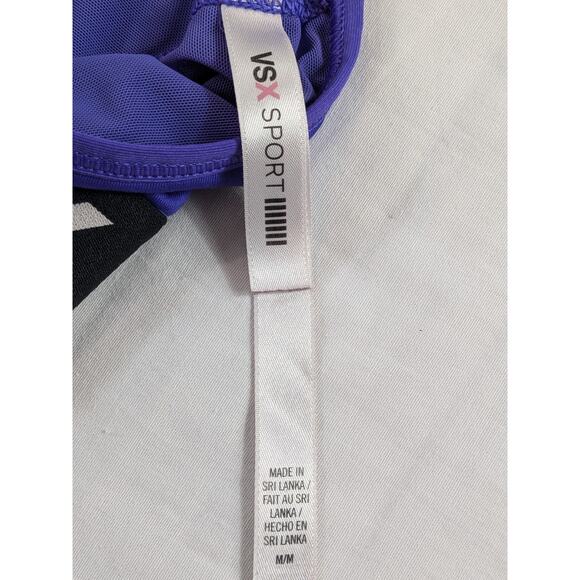 VSX SPORT
MADE IN
SRI LANKA /
FAIT AU SRI
LANKA /
HECHO EN
SRI LANKA
M/M